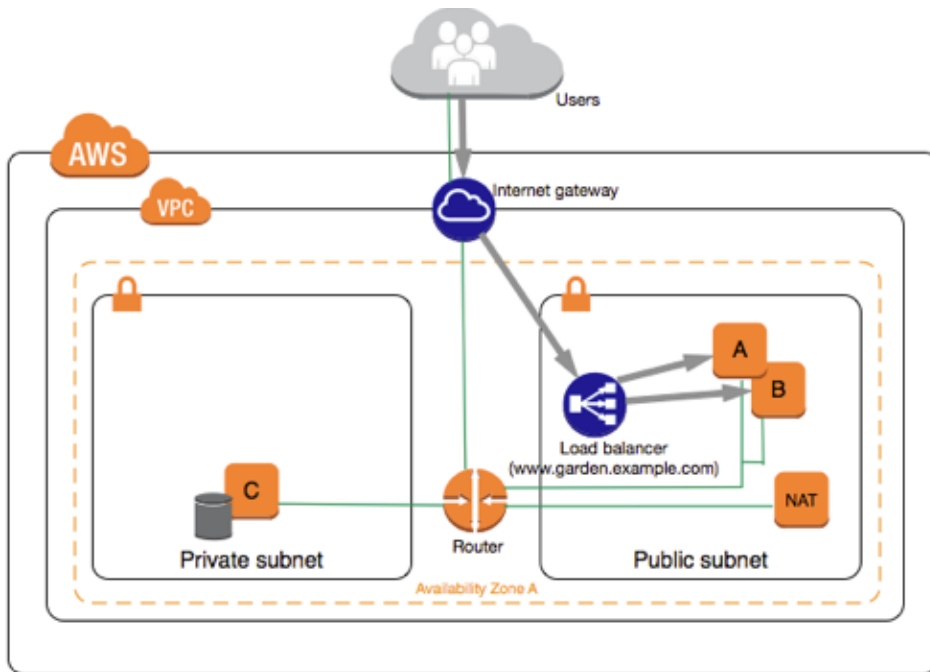 Users
AWS
Internet gateway
VPC
A
B
Load balancer
(www.garden.example.com)
C
NAT
Router
Private subnet
Public subnet
Availability Zone A